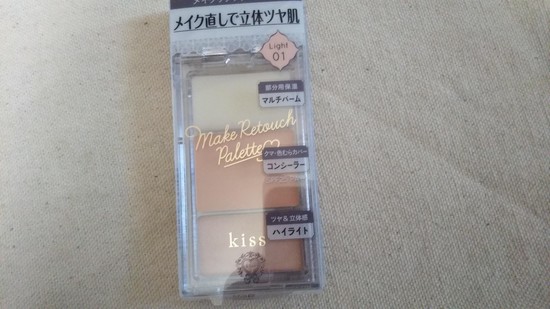 メイク直しで立体ツヤ肌
Light
01
部分用保湿
マルチバーム
Make Retouch
Palette
クマ・色むらカバー
コンシーラー
ツヤ&立体感
ハイライト
kiss